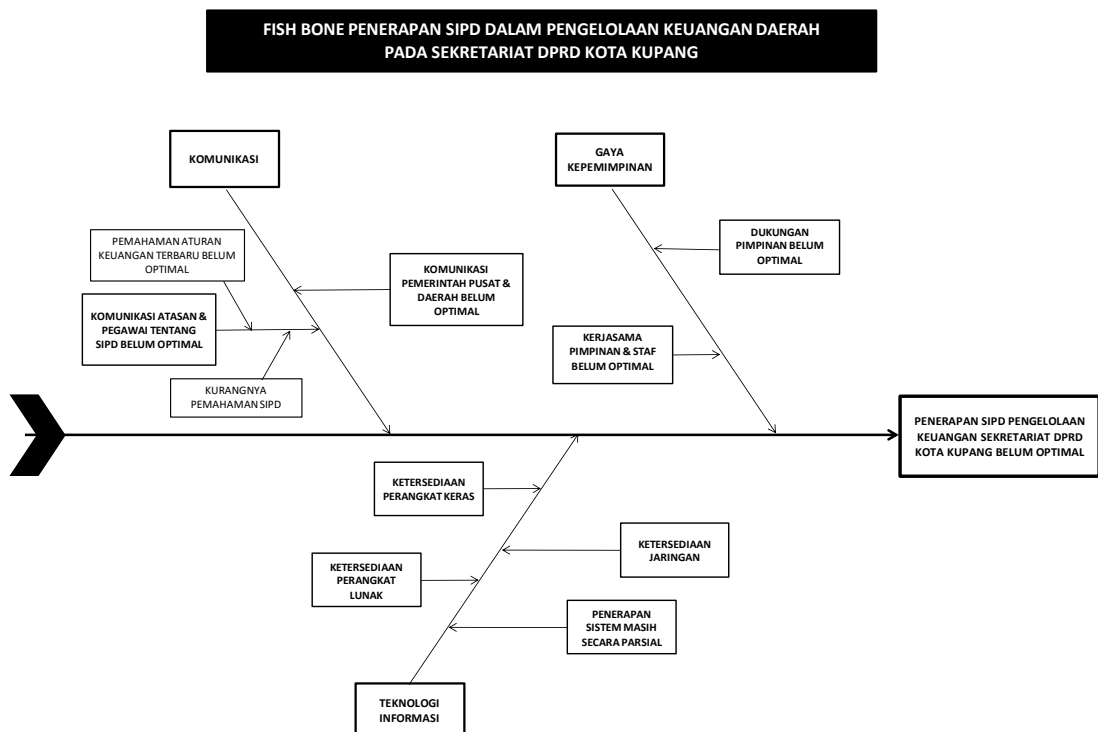 FISH BONE PENERAPAN SIPD DALAM PENGELOLAAN KEUANGAN DAERAH
PADA SEKRETARIAT DPRD KOTA KUPANG
KOMUNIKASI
GAYA
KEPEMIMPINAN
PEMAHAMAN ATURAN
KEUANGAN TERBARU BELUM
OPTIMAL
DUKUNGAN
PIMPINAN BELUM
OPTIMAL
KOMUNIKASI
PEMERINTAH PUSAT &
DAERAH BELUM
OPTIMAL
KOMUNIKASI ATASAN &
PEGAWAI TENTANG
SIPD BELUM OPTIMAL
KERJASAMA
PIMPINAN & STAF
BELUM OPTIMAL
KURANGNYA
PEMAHAMAN SIPD
PENERAPAN SIPD PENGELOLAAN
KEUANGAN SEKRETARIAT DPRD
KOTA KUPANG BELUM OPTIMAL
KETERSEDIAAN
PERANGKAT KERAS
KETERSEDIAAN
JARINGAN
KETERSEDIAAN
PERANGKAT
LUNAK
PENERAPAN
SISTEM MASIH
SECARA PARSIAL
TEKNOLOGI
INFORMASI